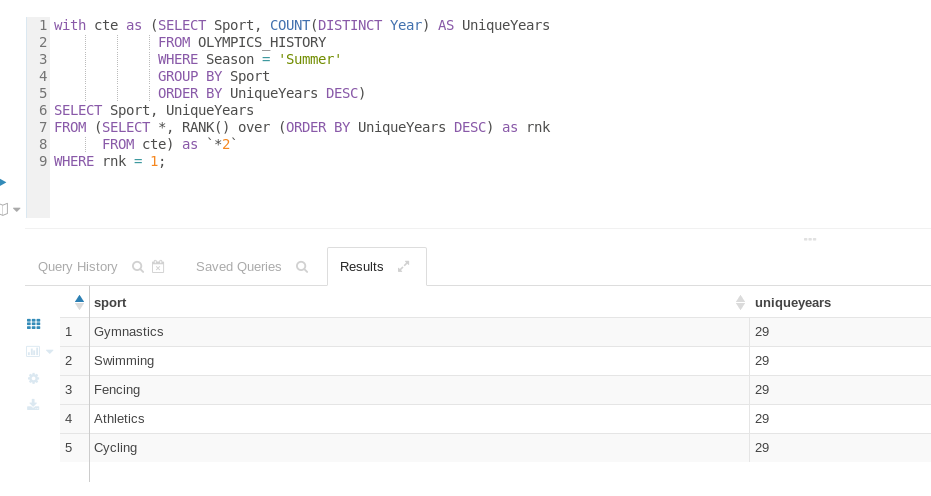 1 with cte as (SELECT Sport, COUNT(DISTINCT Year) AS UniqueYears
2 FROM OLYMPICS_HISTORY
3 WHERE Season = 'Summer'
4 GROUP BY Sport
5 ORDER BY UniqueYears DESC)
6 SELECT Sport, UniqueYears
7 FROM (SELECT *, RANK() over (ORDER BY UniqueYears DESC) as rnk
8 FROM cte) as `*2`
9 WHERE rnk = 1;
Query History Saved Queries Results
sport uniqueyears
1 Gymnastics 29
2 Swimming 29
3 Fencing 29
4 Athletics 29
5 Cycling 29